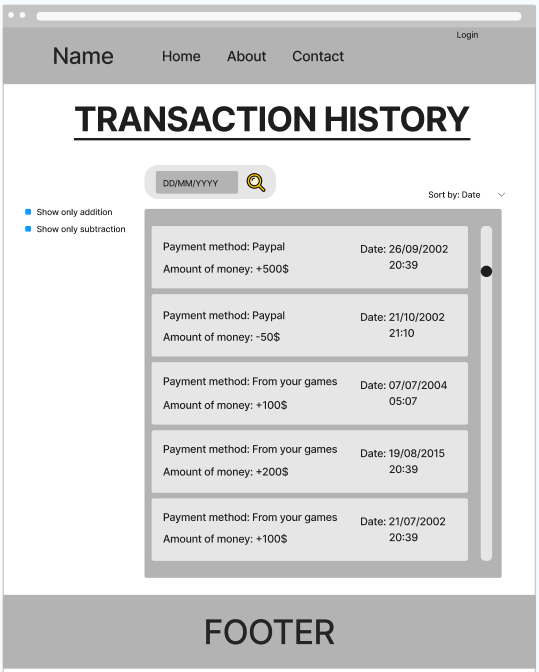 Login
Name
Home
About
Contact
TRANSACTION HISTORY
DD/MM/YYYY
Sort by: Date
Show only addition
Show only subtraction
Payment method: Paypal
Amount of money: +500$
Date: 26/09/2002
20:39
Payment method: Paypal
Amount of money: -50$
Date: 21/10/2002
21:10
Payment method: From your games
Amount of money: +100$
Date: 07/07/2004
05:07
Payment method: From your games
Amount of money: +200$
Date: 19/08/2015
20:39
Payment method: From your games
Amount of money: +100$
Date: 21/07/2002
20:39
FOOTER